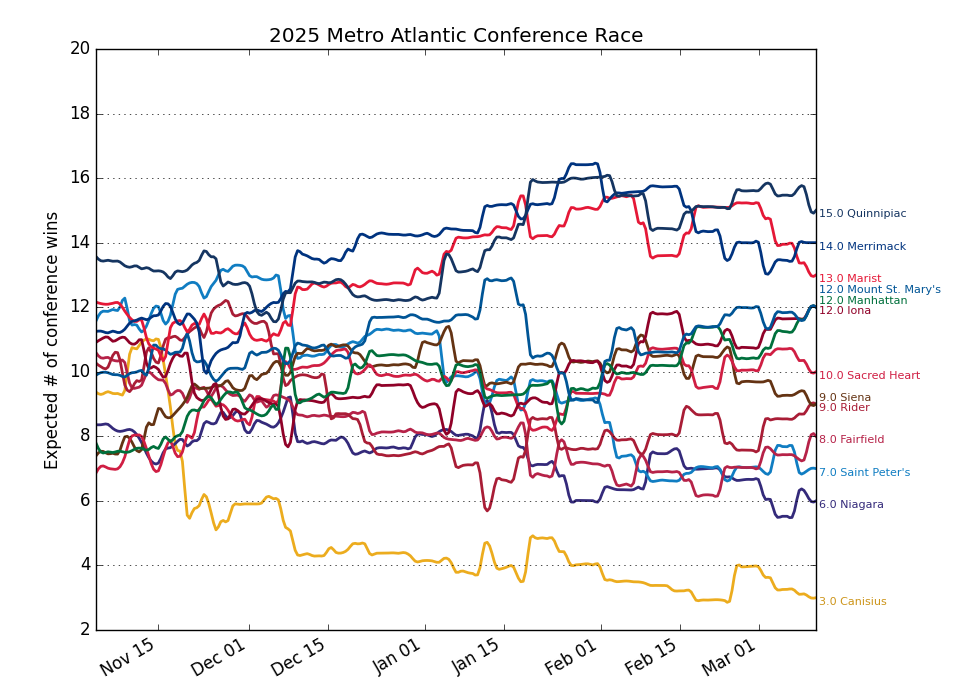 2025 Metro Atlantic Conference Race
Expected # of conference wins
20
18
16
14
12
10
8
6
4
2
15.0 Quinnipiac
14.0 Merrimack
13.0 Marist
12.0 Mount St. Mary's
12.0 Manhattan
12.0 Iona
10.0 Sacred Heart
9.0 Siena
9.0 Rider
8.0 Fairfield
7.0 Saint Peter's
6.0 Niagara
3.0 Canisius
Nov 15
Dec 01
Dec 15
Jan 01
Jan 15
Feb 01
Feb 15
Mar 01